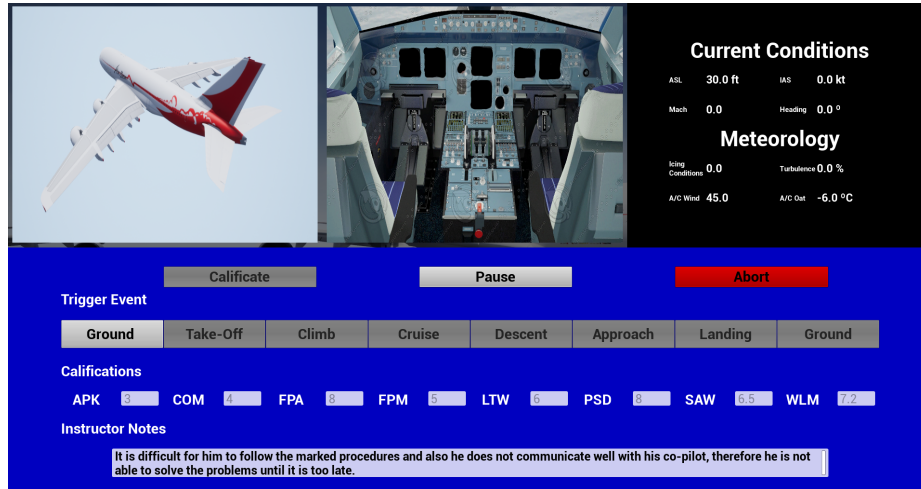 Current Conditions
ASL 30.0 ft IAS 0.0 kt
Mach 0.0 Heading 0.0 º
Meteorology
Icing
Conditions 0.0 Turbulence 0.0 %
A/C Wind 45.0 A/C Oat -6.0 ºC
Calificate Pause Abort
Trigger Event
Ground Take-Off Climb Cruise Descent Approach Landing Ground
Califications
APK 3 COM 4 FPA 8 FPM 5 LTW 6 PSD 8 SAW 6.5 WLM 7.2
Instructor Notes
It is difficult for him to follow the marked procedures and also he does not communicate well with his co-pilot, therefore he is not
able to solve the problems until it is too late.